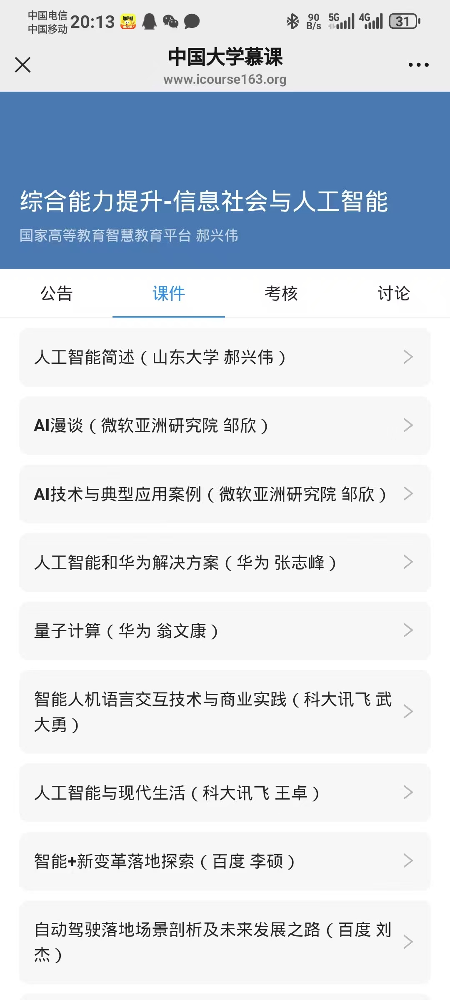 中国电信
中国移动
20:13
闲鱼
90
B/s
5G
4G
31
中国大学慕课
www.icourse163.org
综合能力提升-信息社会与人工智能
国家高等教育智慧教育平台 郝兴伟
公告
课件
考核
讨论
人工智能简述（山东大学 郝兴伟）
AI漫谈（微软亚洲研究院 邹欣）
AI技术与典型应用案例（微软亚洲研究院 邹欣）
人工智能和华为解决方案（华为 张志峰）
量子计算（华为 翁文康）
智能人机语言交互技术与商业实践（科大讯飞 武
大勇）
人工智能与现代生活（科大讯飞 王卓）
智能+新变革落地探索（百度 李硕）
自动驾驶落地场景剖析及未来发展之路（百度 刘
杰）